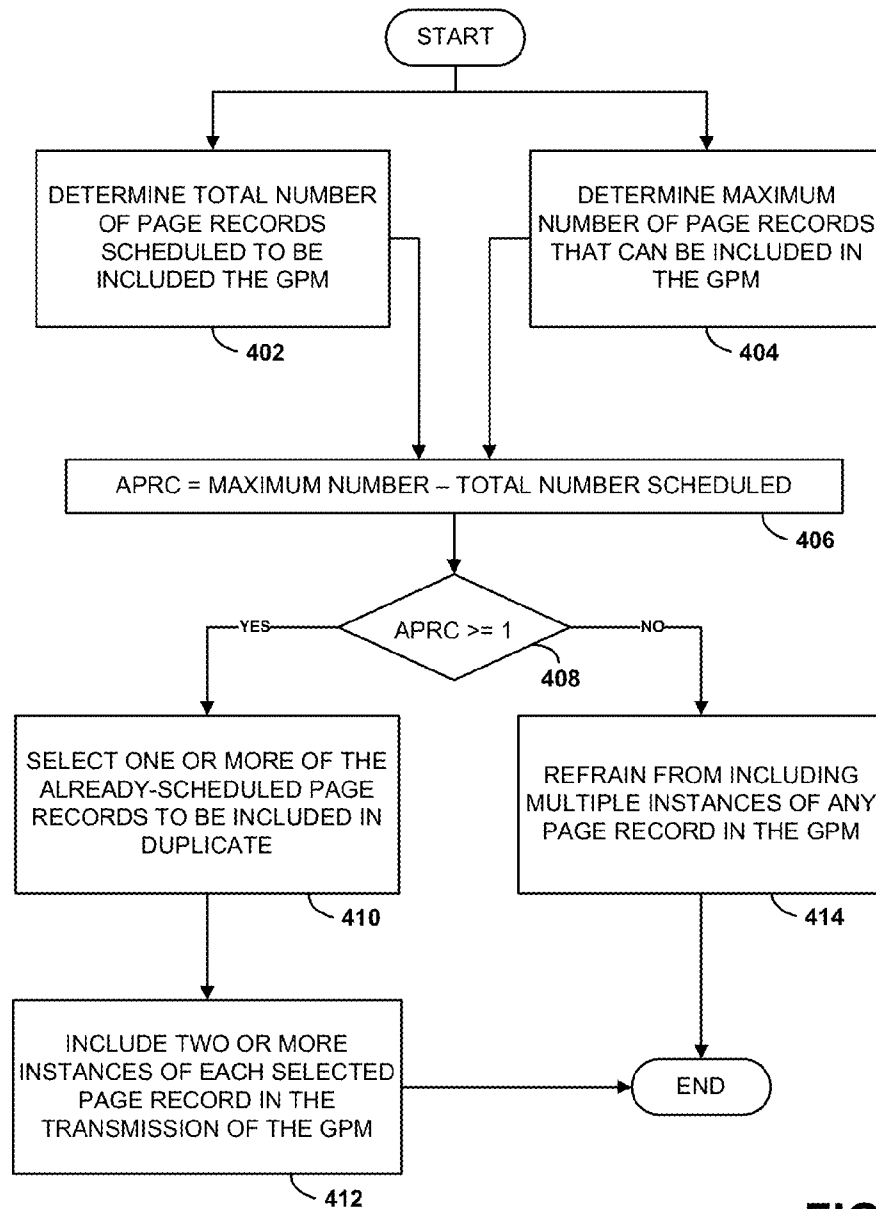 START
DETERMINE TOTAL NUMBER
OF PAGE RECORDS
SCHEDULED TO BE
INCLUDED THE GPM
402
DETERMINE MAXIMUM
NUMBER OF PAGE RECORDS
THAT CAN BE INCLUDED IN
THE GPM
404
APRC = MAXIMUM NUMBER – TOTAL NUMBER SCHEDULED
406
APRC >= 1
408
YES
NO
SELECT ONE OR MORE OF THE
ALREADY-SCHEDULED PAGE
RECORDS TO BE INCLUDED IN
DUPLICATE
410
REFRAIN FROM INCLUDING
MULTIPLE INSTANCES OF ANY
PAGE RECORD IN THE GPM
414
INCLUDE TWO OR MORE
INSTANCES OF EACH SELECTED
PAGE RECORD IN THE
TRANSMISSION OF THE GPM
412
END